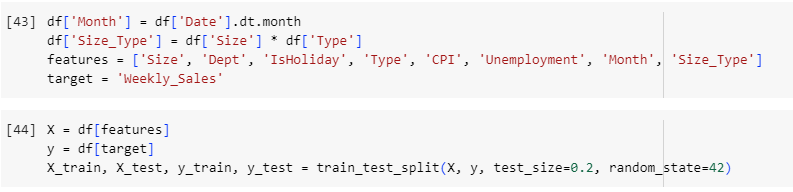 [43] df['Month'] = df['Date'].dt.month
df['Size_Type'] = df['Size'] * df['Type']
features = ['Size', 'Dept', 'IsHoliday', 'Type', 'CPI', 'Unemployment', 'Month', 'Size_Type']
target = 'Weekly_Sales'
[44] X = df[features]
y = df[target]
X_train, X_test, y_train, y_test = train_test_split(X, y, test_size=0.2, random_state=42)